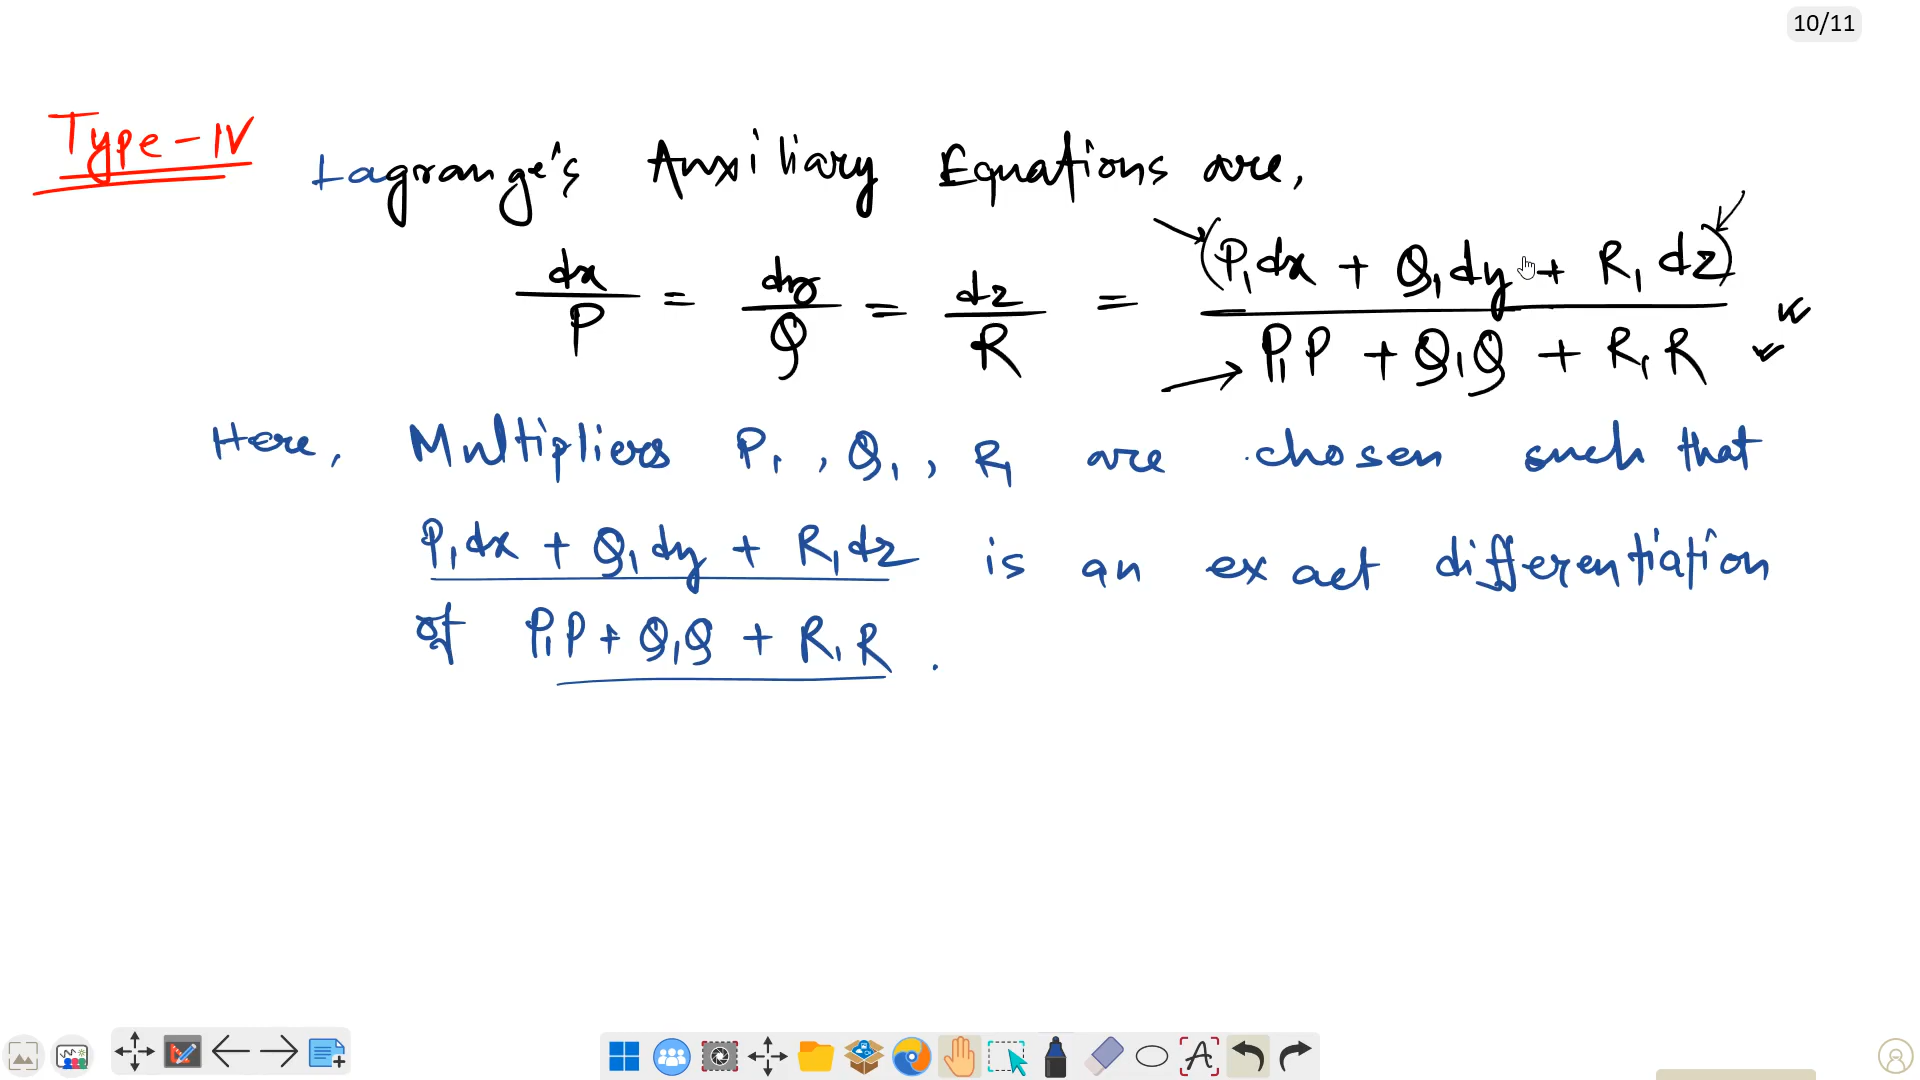 10/11
Type-IV
Lagrange's Auxiliary Equations are,
dx/P = dy/Q = dz/R = (P₁dx + Q₁dy + R₁dz)/(P₁P + Q₁Q + R₁R)
Here, Multipliers P₁, Q₁, R₁ are chosen such that
P₁dx + Q₁dy + R₁dz is an exact differentiation
of P₁P + Q₁Q + R₁R.